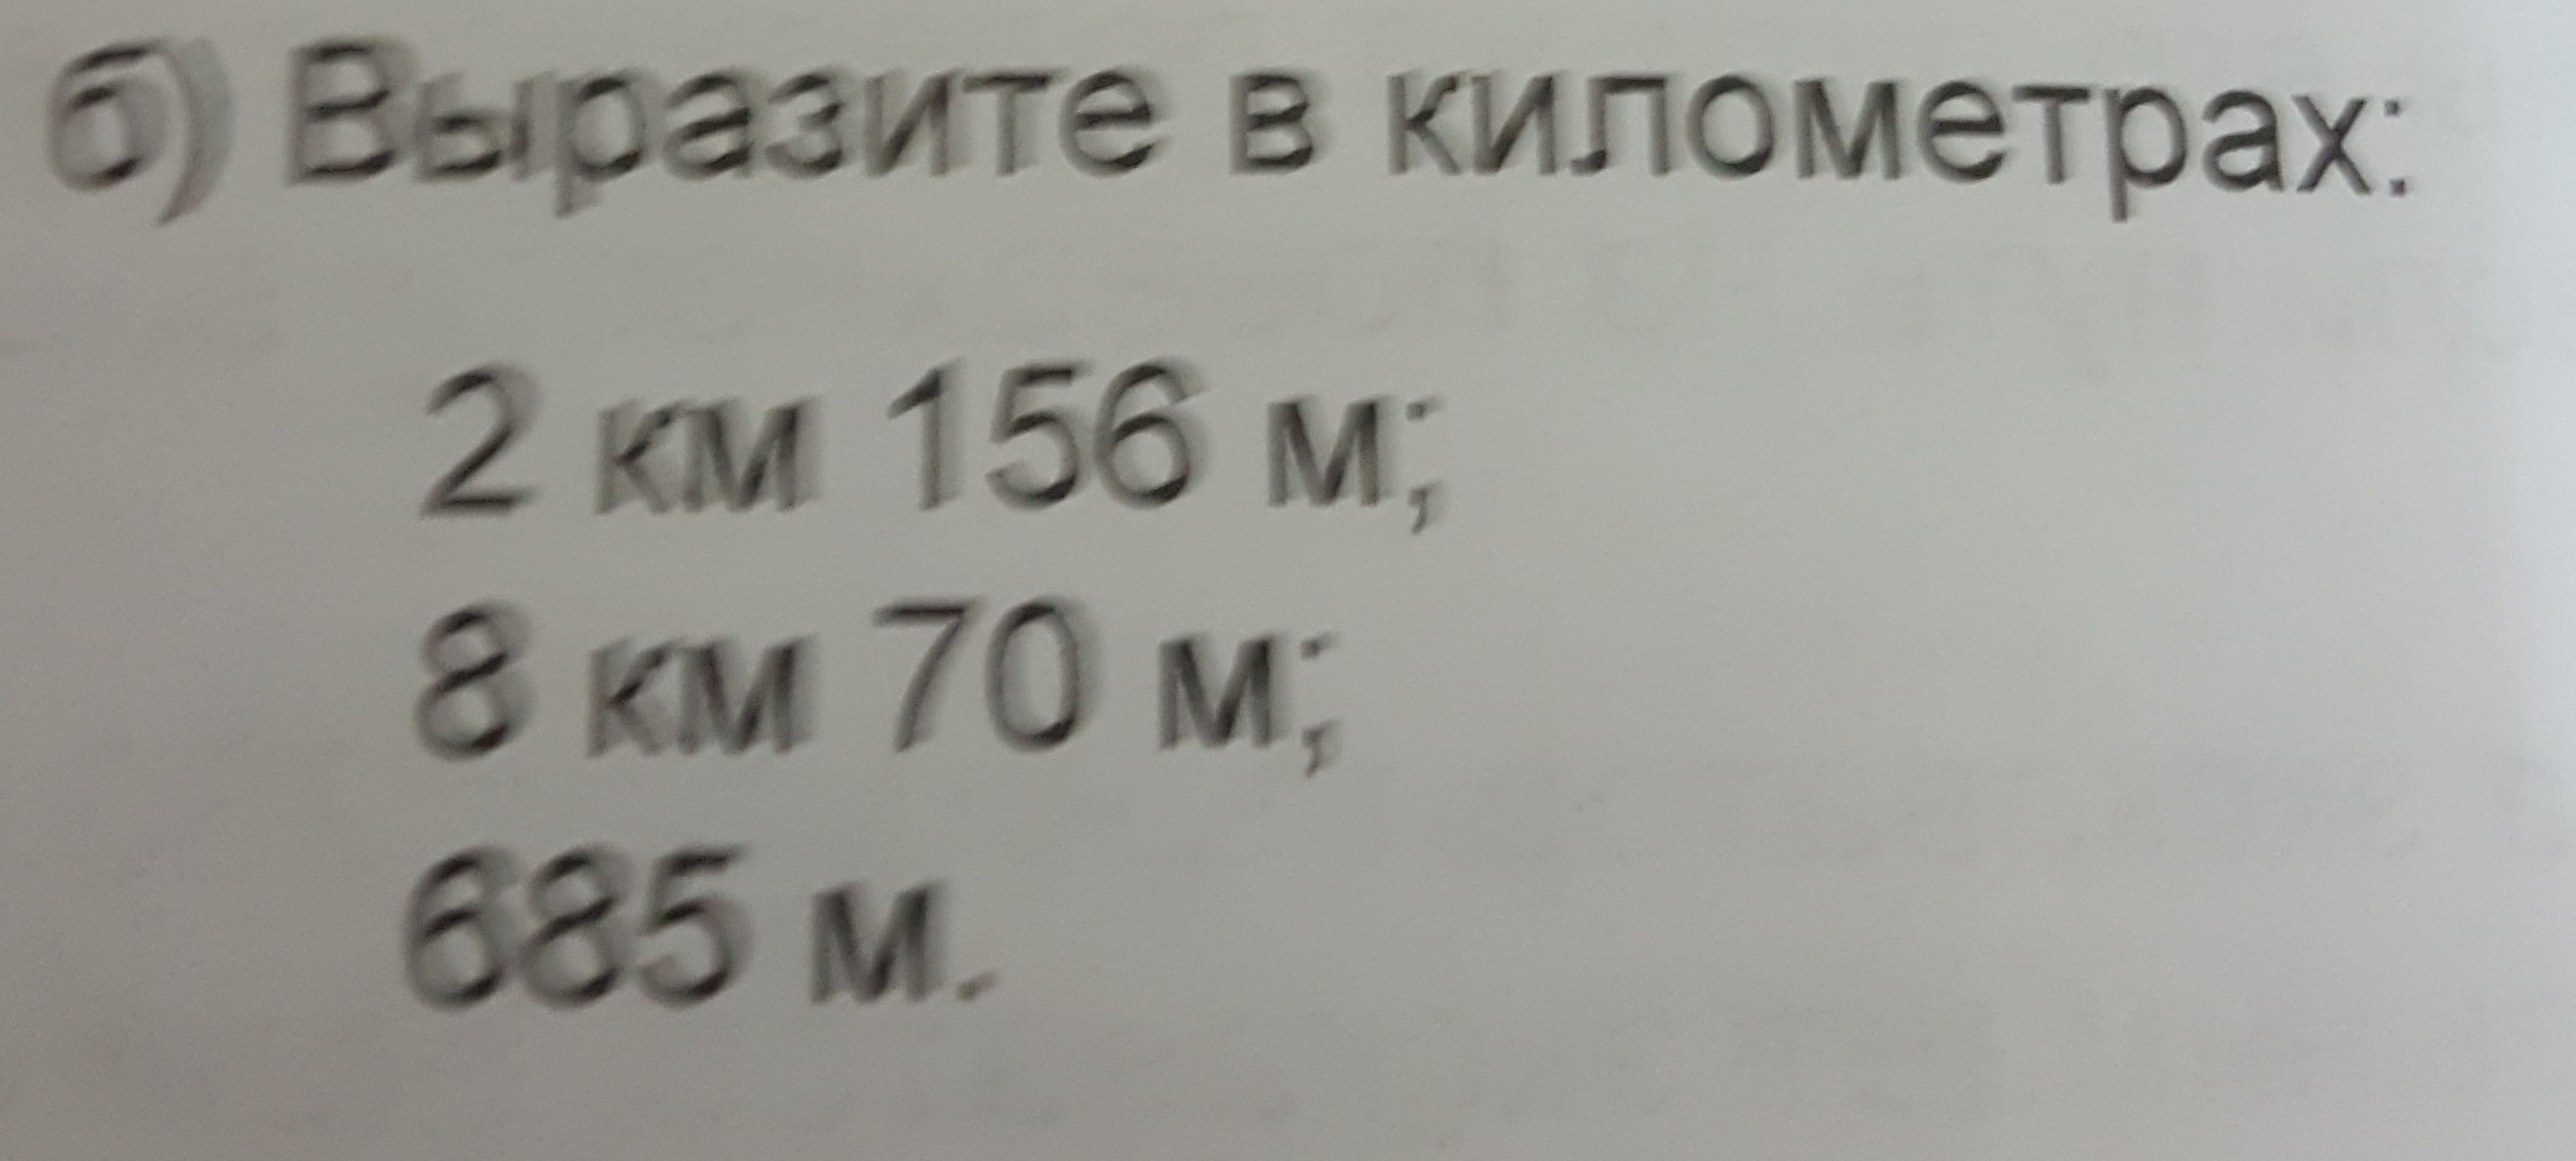 б) Выразите в километрах:
2 км 156 м;
8 км 70 м;
685 м.